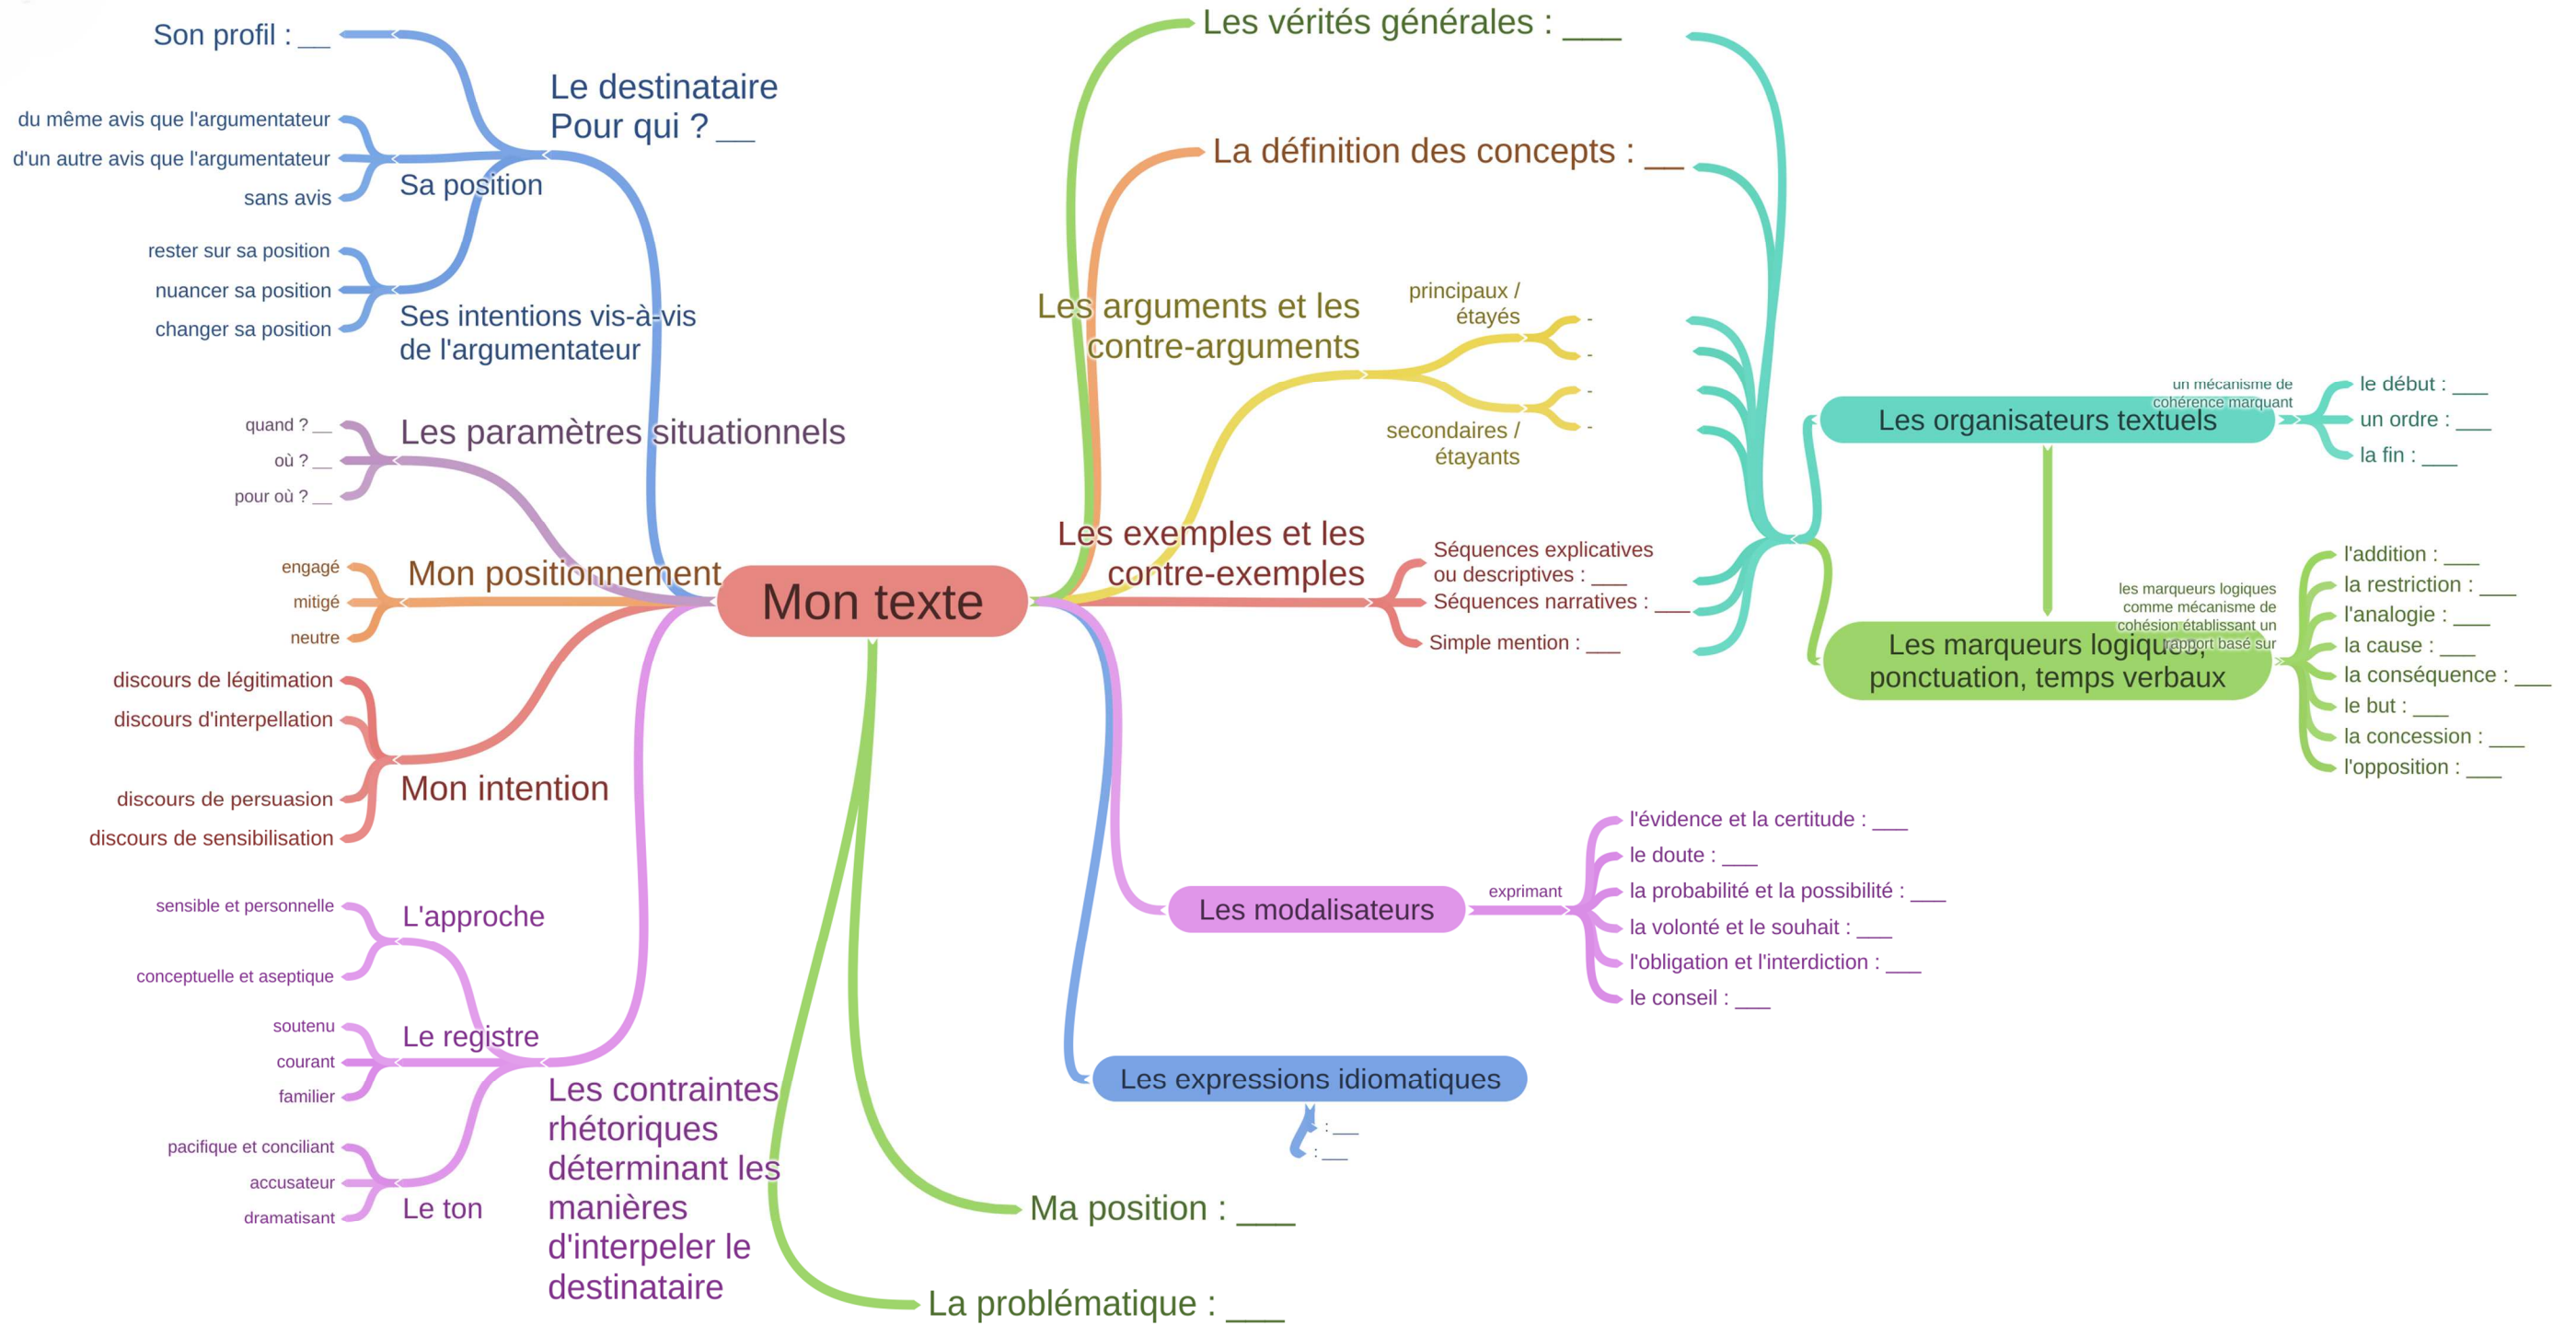 Son profil : __
Le destinataire
Pour qui ? __
du même avis que l'argumentateur
d'un autre avis que l'argumentateur
sans avis
Sa position
rester sur sa position
nuancer sa position
changer sa position
Ses intentions vis-à-vis
de l'argumentateur
quand ? __
où ? __
pour où ? __
Les paramètres situationnels
engagé
mitigé
neutre
Mon positionnement
discours de légitimation
discours d'interpellation
discours de persuasion
discours de sensibilisation
Mon intention
sensible et personnelle
conceptuelle et aseptique
L'approche
soutenu
courant
familier
Le registre
pacifique et conciliant
accusateur
dramatisant
Le ton
Les contraintes
rhétoriques
déterminant les
manières
d'interpeler le
destinataire
Mon texte
Les vérités générales : ___
La définition des concepts : __
Les arguments et les
contre-arguments
principaux /
étayés
-
-
secondaires /
étayants
-
-
Les exemples et les
contre-exemples
Séquences explicatives
ou descriptives : ___
Séquences narratives : ___
Simple mention : ___
Les organisateurs textuels
un mécanisme de
cohérence marquant
le début : ___
un ordre : ___
la fin : ___
Les marqueurs logiques,
ponctuation, temps verbaux
les marqueurs logiques
comme mécanisme de
cohésion établissant un
rapport basé sur
l'addition : ___
la restriction : ___
l'analogie : ___
la cause : ___
la conséquence : ___
le but : ___
la concession : ___
l'opposition : ___
Les modalisateurs
exprimant
l'évidence et la certitude : ___
le doute : ___
la probabilité et la possibilité : ___
la volonté et le souhait : ___
l'obligation et l'interdiction : ___
le conseil : ___
Les expressions idiomatiques
: ___
: ___
Ma position : ___
La problématique : ___